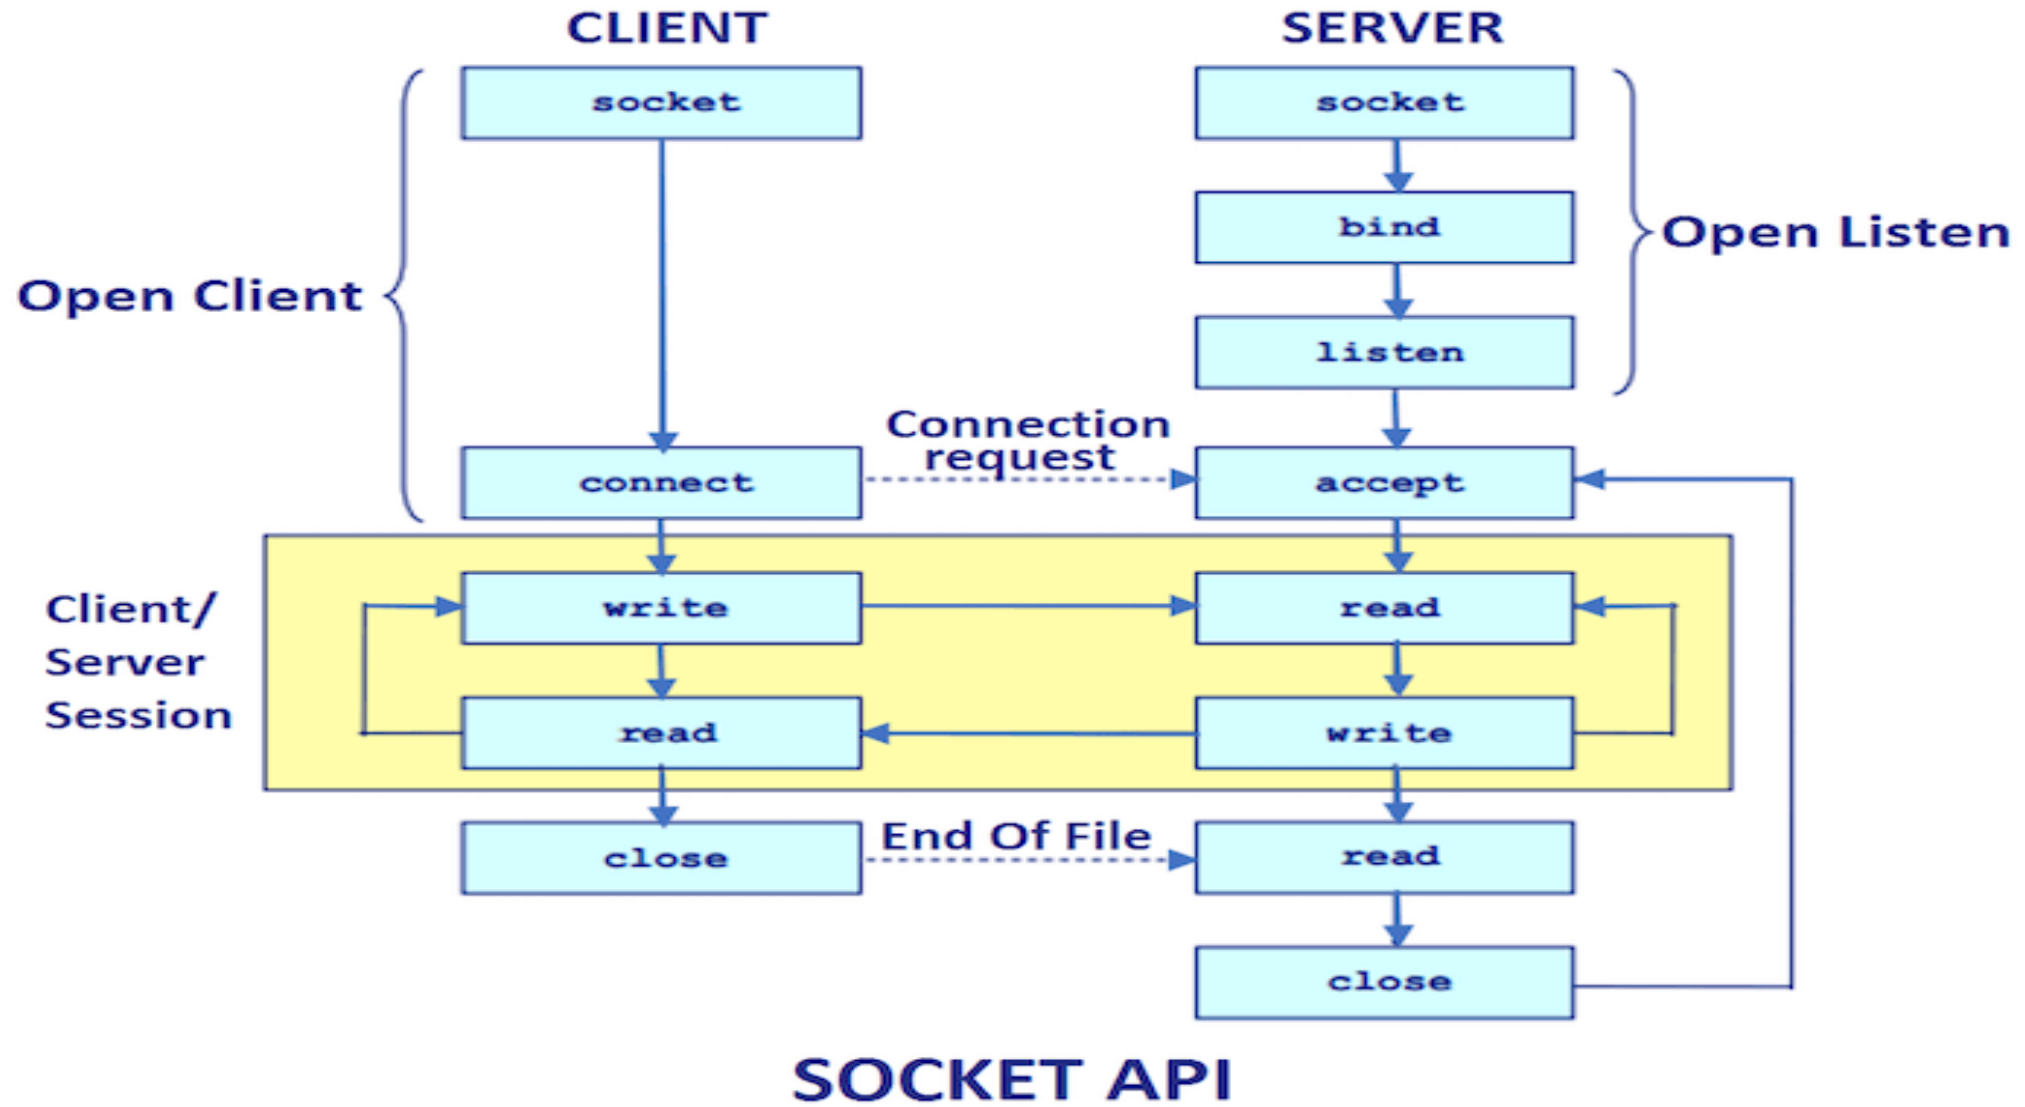 CLIENT
SERVER
socket
socket
bind
Open Listen
Open Client
listen
Connection
request
connect
accept
Client/
Server
Session
write
read
read
write
close
End Of File
read
close
SOCKET API